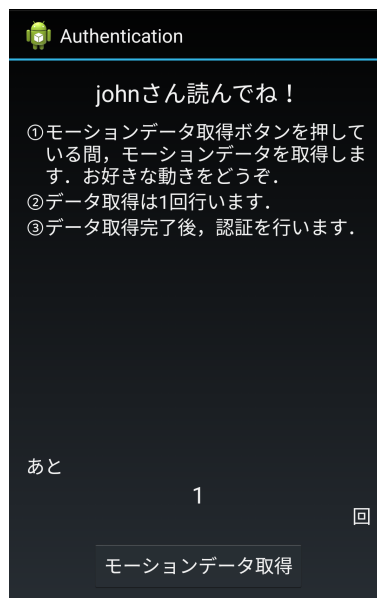 Authentication
johnさん読んでね！
①モーションデータ取得ボタンを押して
いる間，モーションデータを取得しま
す．お好きな動きをどうぞ．
②データ取得は1回行います．
③データ取得完了後，認証を行います．
あと
1
回
モーションデータ取得